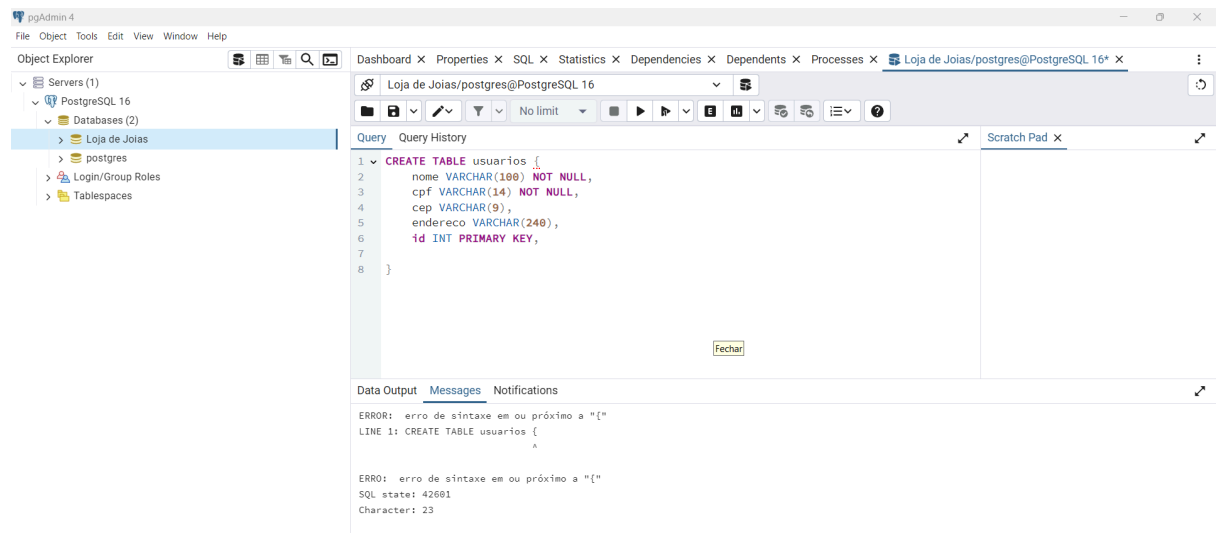 pgAdmin 4
File Object Tools Edit View Window Help
Object Explorer
Dashboard Properties SQL Statistics Dependencies Dependents Processes Loja de Joias/postgres@PostgreSQL 16*
Servers (1)
PostgreSQL 16
Databases (2)
Loja de Joias
postgres
Login/Group Roles
Tablespaces
Loja de Joias/postgres@PostgreSQL 16
No limit
Query Query History
Scratch Pad
1 CREATE TABLE usuarios {
2 nome VARCHAR(100) NOT NULL,
3 cpf VARCHAR(14) NOT NULL,
4 cep VARCHAR(9),
5 endereco VARCHAR(240),
6 id INT PRIMARY KEY,
7
8 }
Fechar
Data Output Messages Notifications
ERROR: erro de sintaxe em ou próximo a "{"
LINE 1: CREATE TABLE usuarios {
^
ERRO: erro de sintaxe em ou próximo a "{"
SQL state: 42601
Character: 23